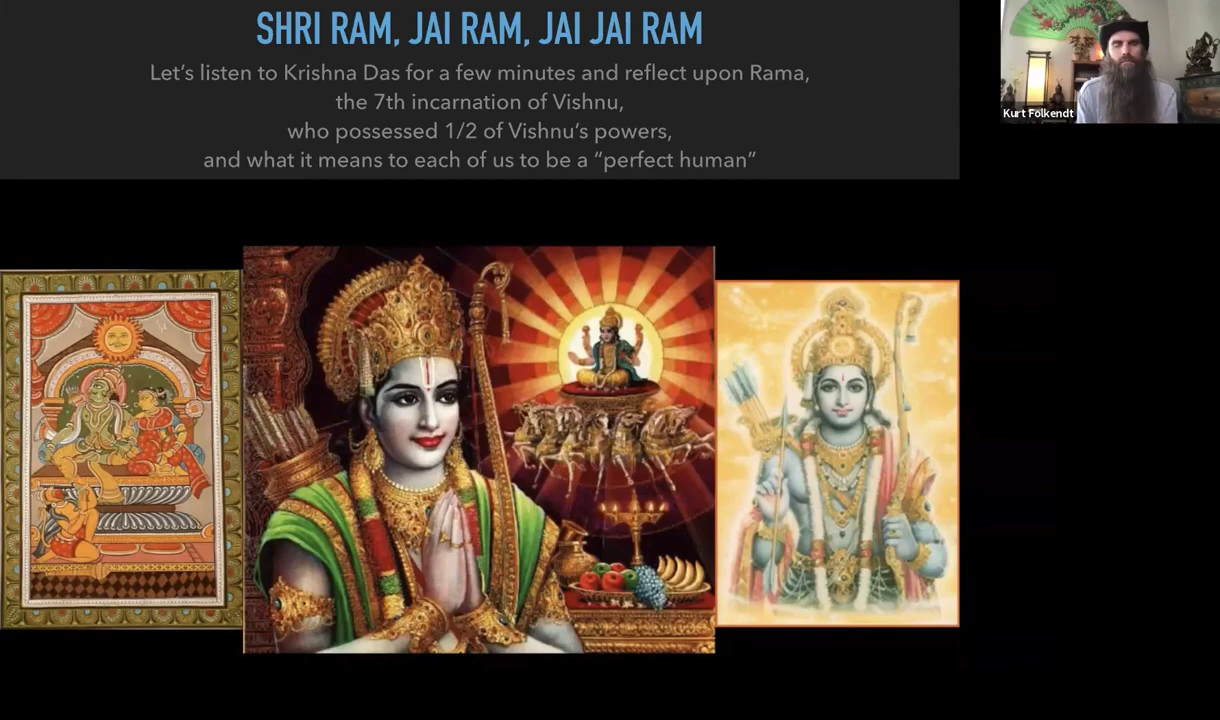 SHRI RAM, JAI RAM, JAI JAI RAM
Let’s listen to Krishna Das for a few minutes and reflect upon Rama,
the 7th incarnation of Vishnu,
who possessed 1/2 of Vishnu’s powers,
and what it means to each of us to be a “perfect human”
Kurt Folkendt